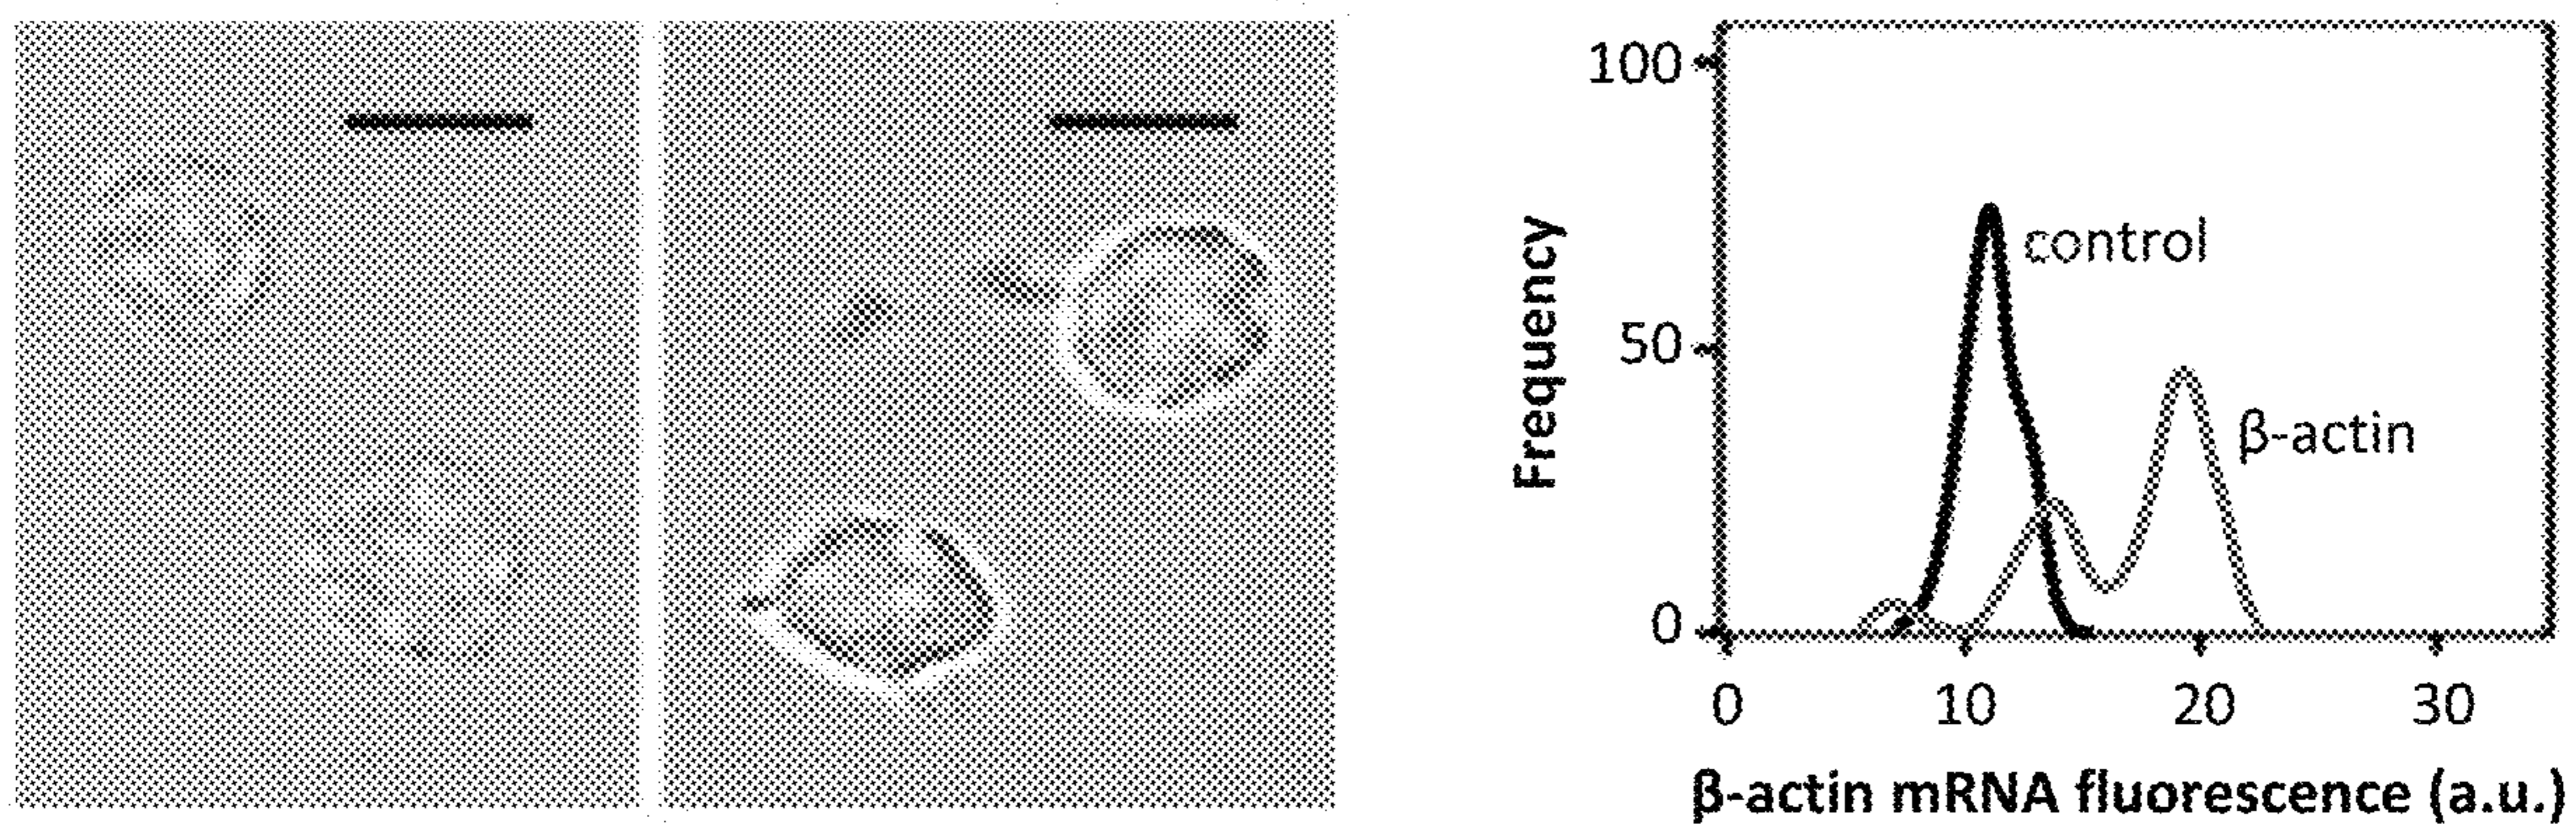 100
50
0
Frequency
control
β-actin
0 10 20 30
β-actin mRNA fluorescence (a.u.)